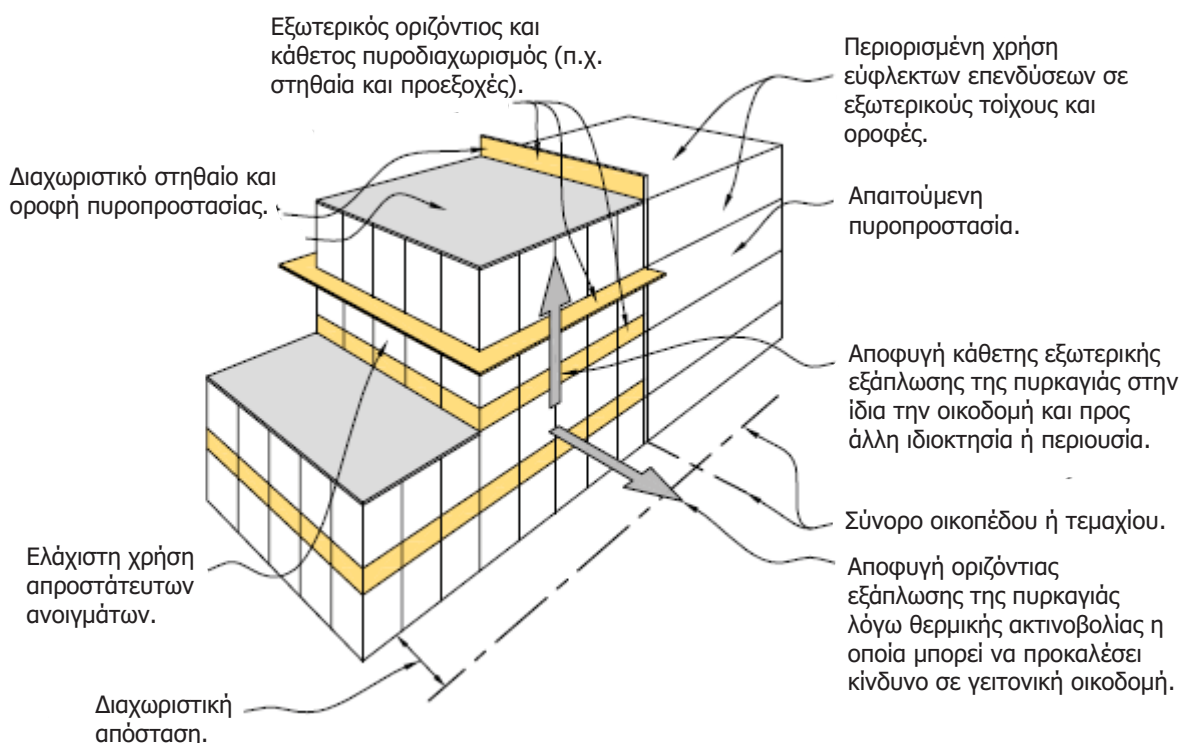 Εξωτερικός οριζόντιος και
κάθετος πυροδιαχωρισμός (π.χ.
στηθαία και προεξοχές).
Περιορισμένη χρήση
εύφλεκτων επενδύσεων σε
εξωτερικούς τοίχους και
οροφές.
Διαχωριστικό στηθαίο και
οροφή πυροπροστασίας.
Απαιτούμενη
πυροπροστασία.
Αποφυγή κάθετης εξωτερικής
εξάπλωσης της πυρκαγιάς στην
ίδια την οικοδομή και προς
άλλη ιδιοκτησία ή περιουσία.
Σύνορο οικοπέδου ή τεμαχίου.
Ελάχιστη χρήση
απροστάτευτων
ανοιγμάτων.
Αποφυγή οριζόντιας
εξάπλωσης της πυρκαγιάς
λόγω θερμικής ακτινοβολίας η
οποία μπορεί να προκαλέσει
κίνδυνο σε γειτονική οικοδομή.
Διαχωριστική
απόσταση.